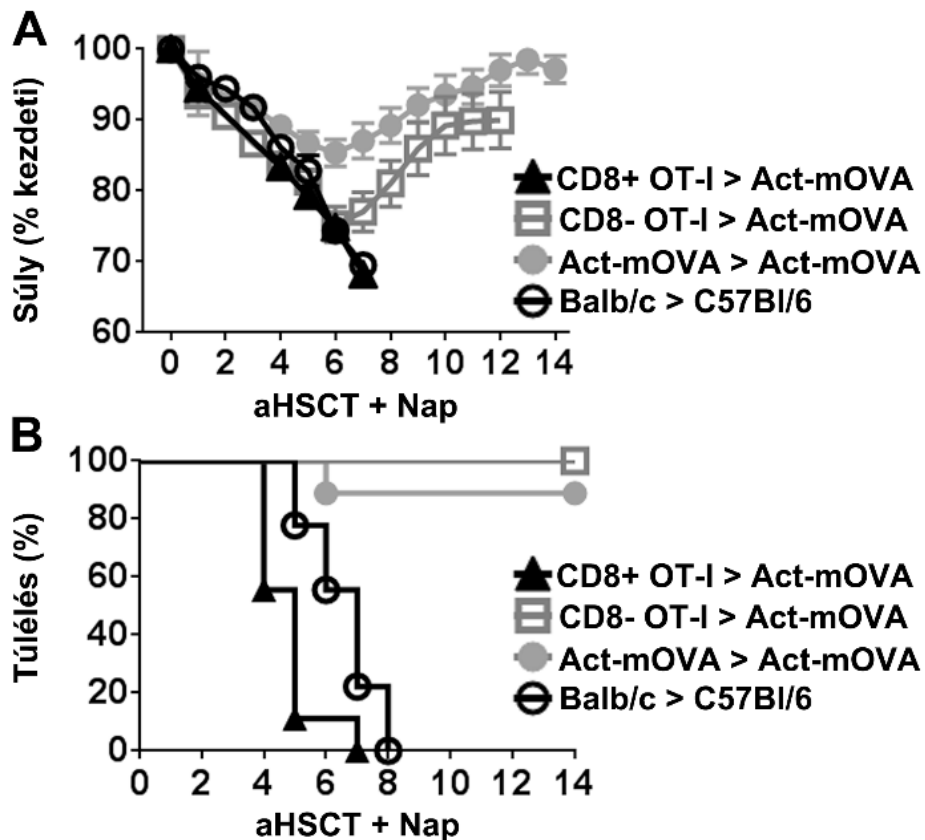 A
Súly (% kezdeti)
100
90
80
70
60
0 2 4 6 8 10 12 14
aHSCT + Nap
CD8+ OT-I > Act-mOVA
CD8- OT-I > Act-mOVA
Act-mOVA > Act-mOVA
Balb/c > C57Bl/6
B
Túlélés (%)
100
80
60
40
20
0
0 2 4 6 8 10 12 14
aHSCT + Nap
CD8+ OT-I > Act-mOVA
CD8- OT-I > Act-mOVA
Act-mOVA > Act-mOVA
Balb/c > C57Bl/6